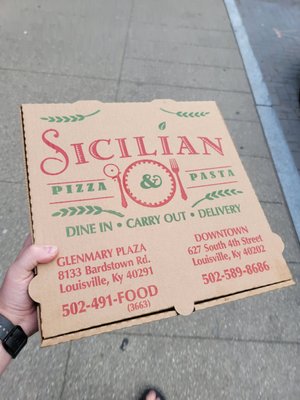 SICILIAN
PIZZA & PASTA
DINE IN • CARRY OUT • DELIVERY
GLENMARY PLAZA
8133 Bardstown Rd.
Louisville, Ky 40291
502-491-FOOD
(3663)
DOWNTOWN
627 South 4th Street
Louisville, Ky 40202
502-589-8686